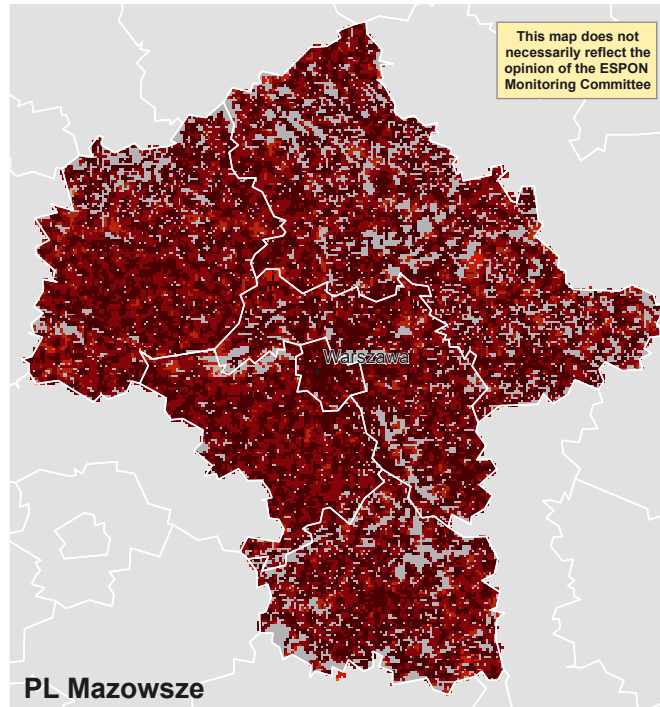 This map does not
necessarily reflect the
opinion of the ESPON
Monitoring Committee
Warszawa
PL Mazowsze